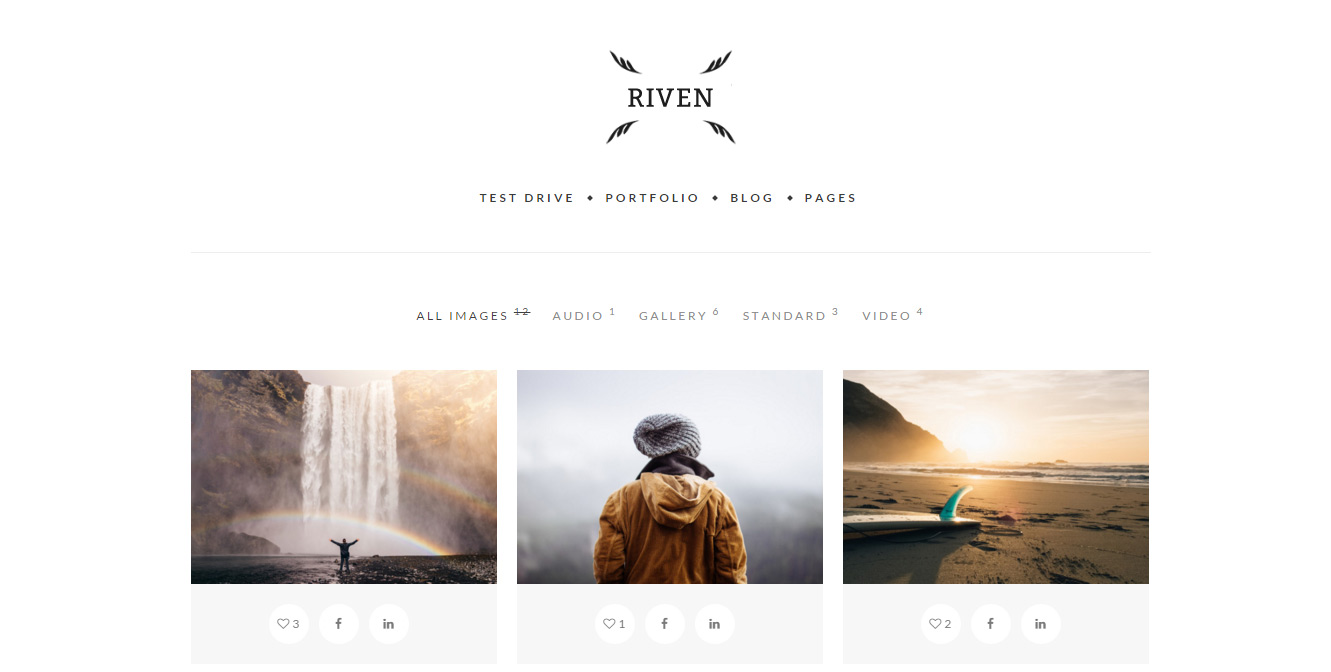 RIVEN
TEST DRIVE ◆ PORTFOLIO ◆ BLOG ◆ PAGES
ALL IMAGES 12 AUDIO 1 GALLERY 6 STANDARD 3 VIDEO 4
3 f in 1 f in 2 f in